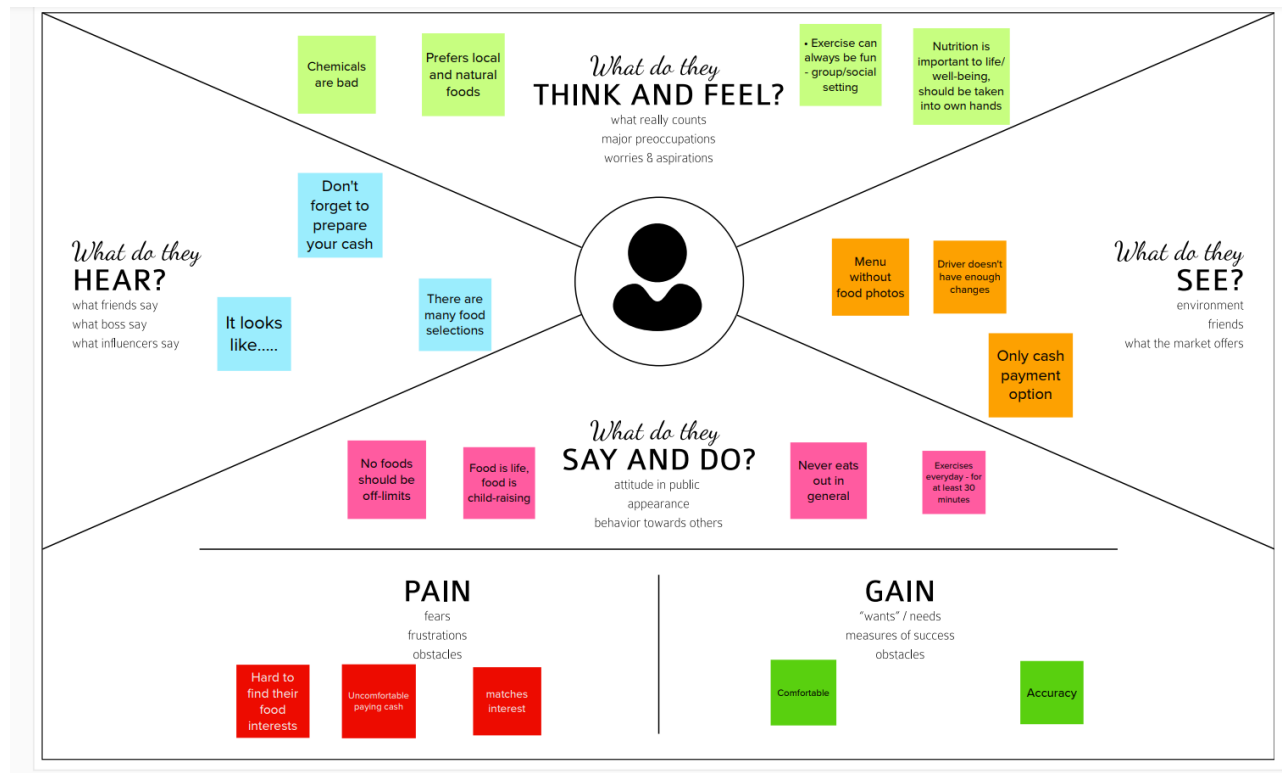 Chemicals
are bad
Prefers local
and natural
foods
What do they
THINK AND FEEL?
what really counts
major preoccupations
worries & aspirations
• Exercise can
always be fun
- group/social
setting
Nutrition is
important to life/
well-being,
should be taken
into own hands
What do they
HEAR?
what friends say
what boss say
what influencers say
Don't
forget to
prepare
your cash
It looks
like.....
There are
many food
selections
Menu
without
food photos
Driver doesn't
have enough
changes
Only cash
payment
option
What do they
SEE?
environment
friends
what the market offers
No foods
should be
off-limits
Food is life,
food is
child-raising
What do they
SAY AND DO?
attitude in public
appearance
behavior towards others
Never eats
out in
general
Exercises
everyday - for
at least 30
minutes
PAIN
fears
frustrations
obstacles
Hard to
find their
food
interests
Uncomfortable
paying cash
matches
interest
GAIN
"wants" / needs
measures of success
obstacles
Comfortable
Accuracy